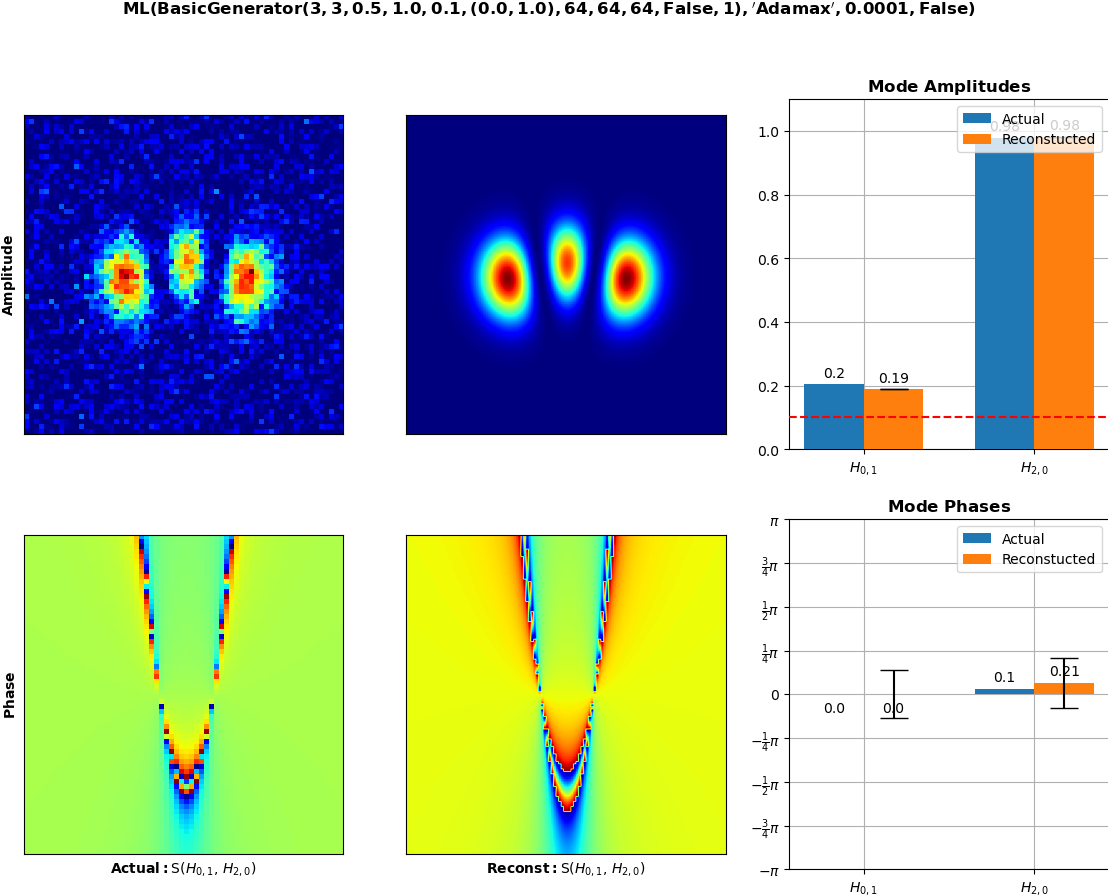 ML(BasicGenerator(3, 3, 0.5, 1.0, 0.1, (0.0, 1.0), 64, 64, 64, False, 1), ′Adamax′, 0.0001, False)
Mode Amplitudes
Actual
Reconstucted
0.98
0.98
1.0
0.8
0.6
0.4
0.2
0.0
0.2
0.19
H0,1
H2,0
Amplitude
Mode Phases
Actual
Reconstucted
π
3/4π
1/2π
1/4π
0
−1/4π
−1/2π
−3/4π
−π
0.0
0.0
0.1
0.21
H0,1
H2,0
Phase
Actual: S(H0,1, H2,0)
Reconst: S(H0,1, H2,0)